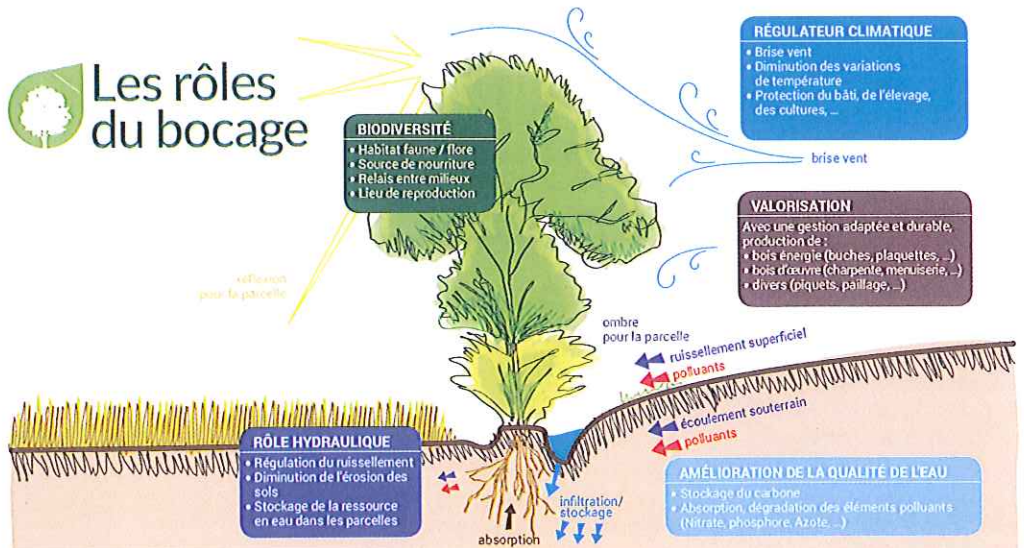 Les rôles
du bocage
BIODIVERSITÉ
• Habitat faune / flore
• Source de nourriture
• Relais entre milieux
• Lieu de reproduction
RÉGULATEUR CLIMATIQUE
• Brise vent
• Diminution des variations
de température
• Protection du bâti, de l'élevage,
des cultures, ...
brise vent
VALORISATION
Avec une gestion adaptée et durable,
production de :
• bois énergie (buches, plaquettes, ...)
• bois d'œuvre (charpente, menuiserie, ...)
• divers (piquets, paillage, ...)
réflexion
pour la parcelle
ombre
pour la parcelle
ruissellement superficiel
polluants
écoulement souterrain
polluants
RÔLE HYDRAULIQUE
• Régulation du ruissellement
• Diminution de l'érosion des
sols
• Stockage de la ressource
en eau dans les parcelles
absorption
infiltration/
stockage
AMÉLIORATION DE LA QUALITÉ DE L'EAU
• Stockage du carbone
• Absorption, dégradation des éléments polluants
(Nitrate, phosphore, Azote, ...)